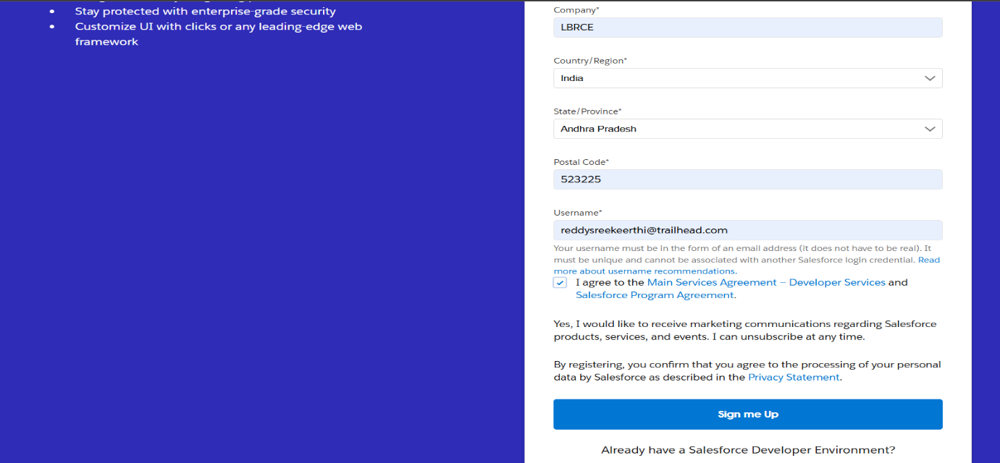 Stay protected with enterprise-grade security
Customize UI with clicks or any leading-edge web
framework
Company*
LBRCE
Country/Region*
India
State/Province*
Andhra Pradesh
Postal Code*
523225
Username*
reddysreekeerthi@trailhead.com
Your username must be in the form of an email address (it does not have to be real). It
must be unique and cannot be associated with another Salesforce login credential. Read
more about username recommendations.
I agree to the Main Services Agreement – Developer Services and
Salesforce Program Agreement.
Yes, I would like to receive marketing communications regarding Salesforce
products, services, and events. I can unsubscribe at any time.
By registering, you confirm that you agree to the processing of your personal
data by Salesforce as described in the Privacy Statement.
Sign me Up
Already have a Salesforce Developer Environment?